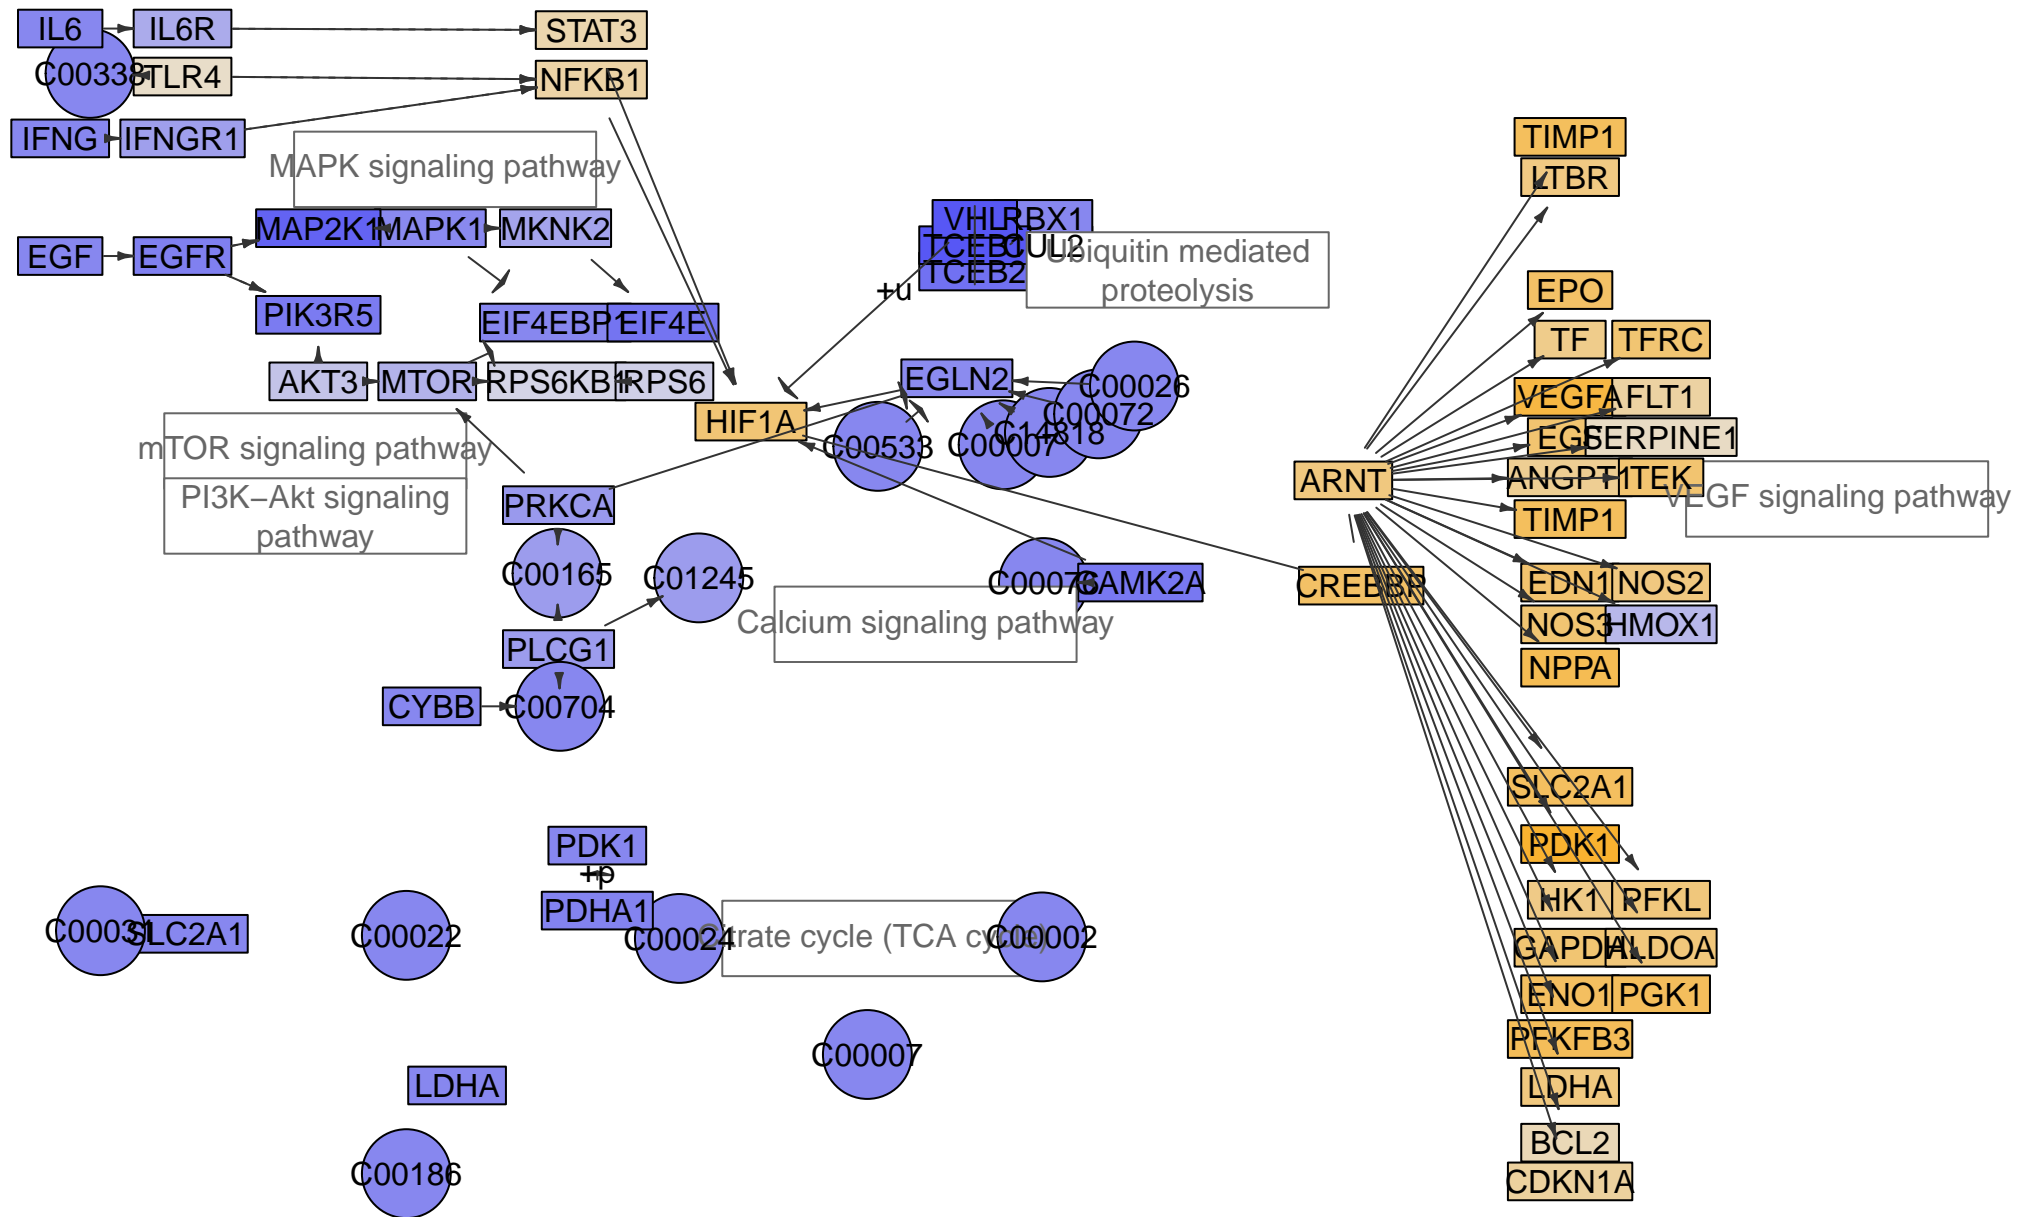 IL6
IL6R
STAT3
C00338
TLR4
NFKB1
IFNG
IFNGR1
MAPK signaling pathway
TIMP1
LTBR
MAP2K1
MAPK1
MKNK2
VHL
RBX1
EGF
EGFR
TCEB1
CUL2
Ubiquitin mediated
proteolysis
TCEB2
+u
PIK3R5
EIF4EBP1
EIF4E
EPO
TF
TFRC
AKT3
MTOR
RPS6KB1
RPS6
EGLN2
C00026
HIF1A
C00072
C14818
C00007
C00533
VEGFA
FLT1
EGF
SERPINE1
mTOR signaling pathway
PI3K–Akt signaling
pathway
PRKCA
ARNT
ANGPT1
TEK
VEGF signaling pathway
TIMP1
C00165
C01245
C00076
CAMK2A
CREBBP
EDN1
NOS2
Calcium signaling pathway
NOS3
HMOX1
PLCG1
NPPA
CYBB
C00704
SLC2A1
PDK1
+p
PDK1
PDHA1
HK1
PFKL
C00031
SLC2A1
C00022
C00024
Citrate cycle (TCA cycle)
C00002
GAPDH
ALDOA
ENO1
PGK1
C00007
PFKFB3
LDHA
LDHA
BCL2
C00186
CDKN1A